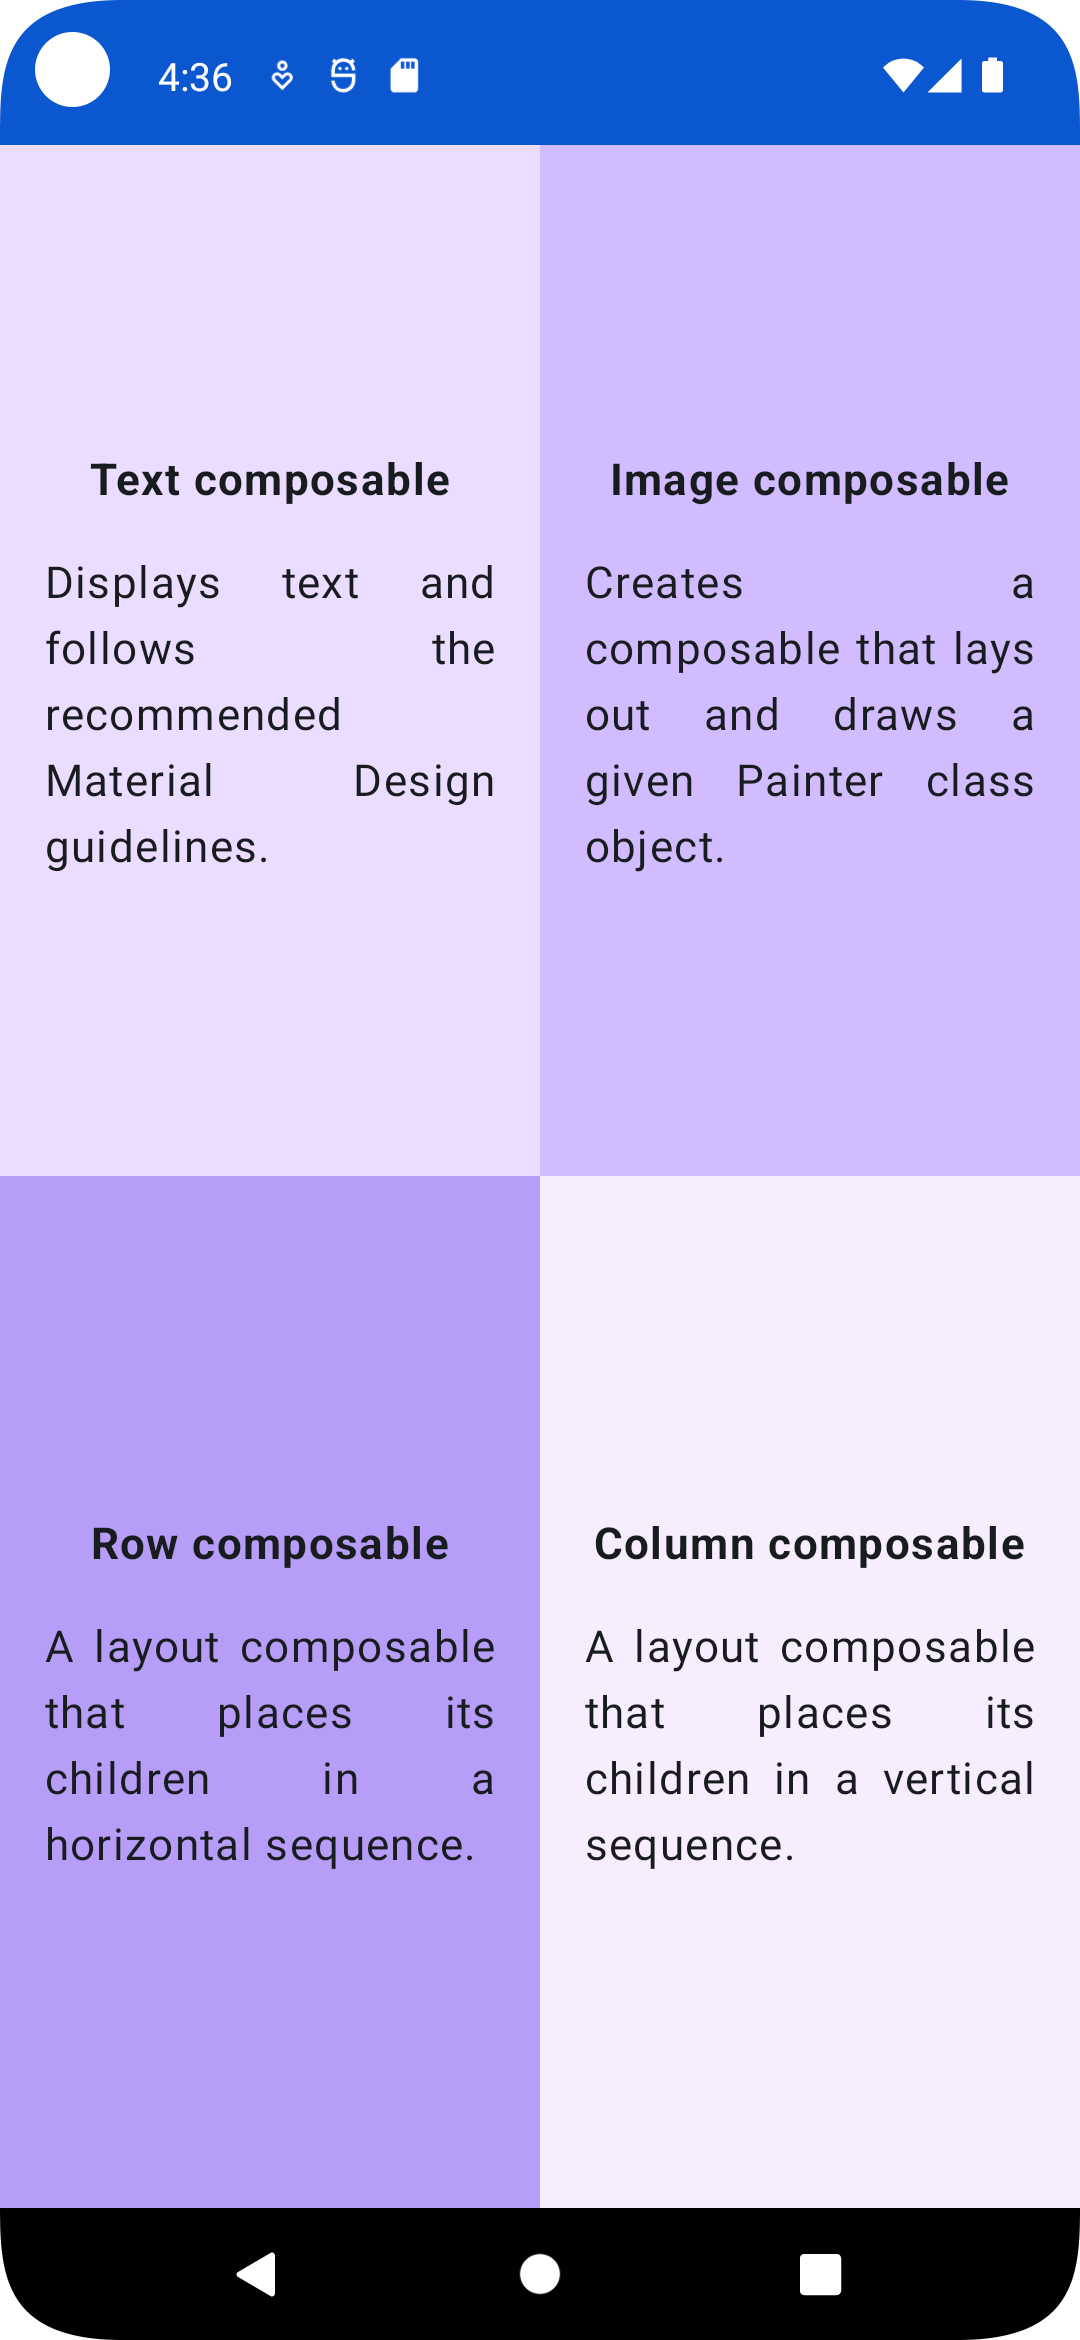 4:36
Text composable
Displays text and
follows the
recommended
Material Design
guidelines.
Image composable
Creates a
composable that lays
out and draws a
given Painter class
object.
Row composable
A layout composable
that places its
children in a
horizontal sequence.
Column composable
A layout composable
that places its
children in a vertical
sequence.